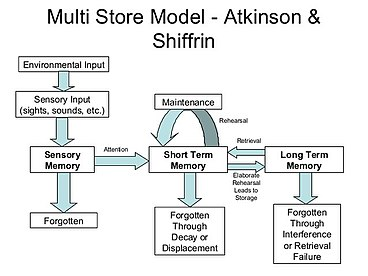 Multi Store Model - Atkinson &
Shiffrin
Environmental Input
Sensory Input
(sights, sounds, etc.)
Maintenance
Rehearsal
Sensory
Memory
Attention
Short Term
Memory
Retrieval
Elaborate
Rehearsal
Leads to
Storage
Long Term
Memory
Forgotten
Forgotten
Through
Decay or
Displacement
Forgotten
Through
Interference
or Retrieval
Failure